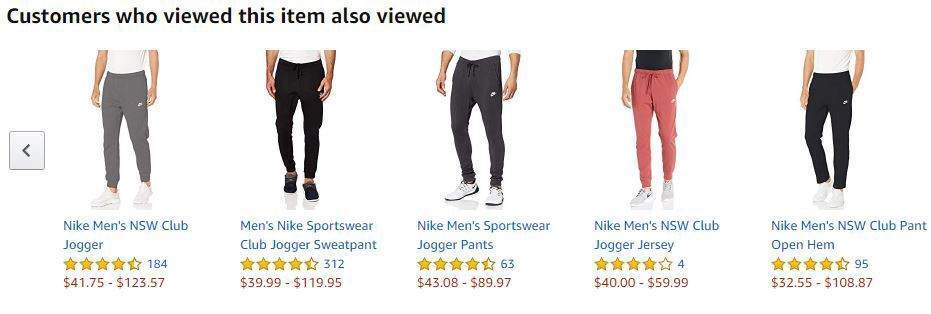 Customers who viewed this item also viewed
Nike Men's NSW Club
Jogger
184
$41.75 - $123.57
Men's Nike Sportswear
Club Jogger Sweatpant
312
$39.99 - $119.95
Nike Men's Sportswear
Jogger Pants
63
$43.08 - $89.97
Nike Men's NSW Club
Jogger Jersey
4
$40.00 - $59.99
Nike Men's NSW Club Pant
Open Hem
95
$32.55 - $108.87